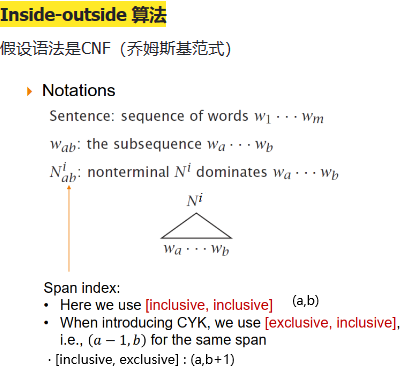 Inside-outside 算法
假设语法是CNF（乔姆斯基范式）
Notations
Sentence: sequence of words w₁ · · · wₘ
wₐb: the subsequence wₐ · · · w_b
Nⁱₐb: nonterminal Nⁱ dominates wₐ · · · w_b
Nⁱ
wₐ · · · w_b
Span index:
• Here we use [inclusive, inclusive] (a,b)
• When introducing CYK, we use [exclusive, inclusive],
i.e., (a − 1, b) for the same span
· [inclusive, exclusive] : (a,b+1)